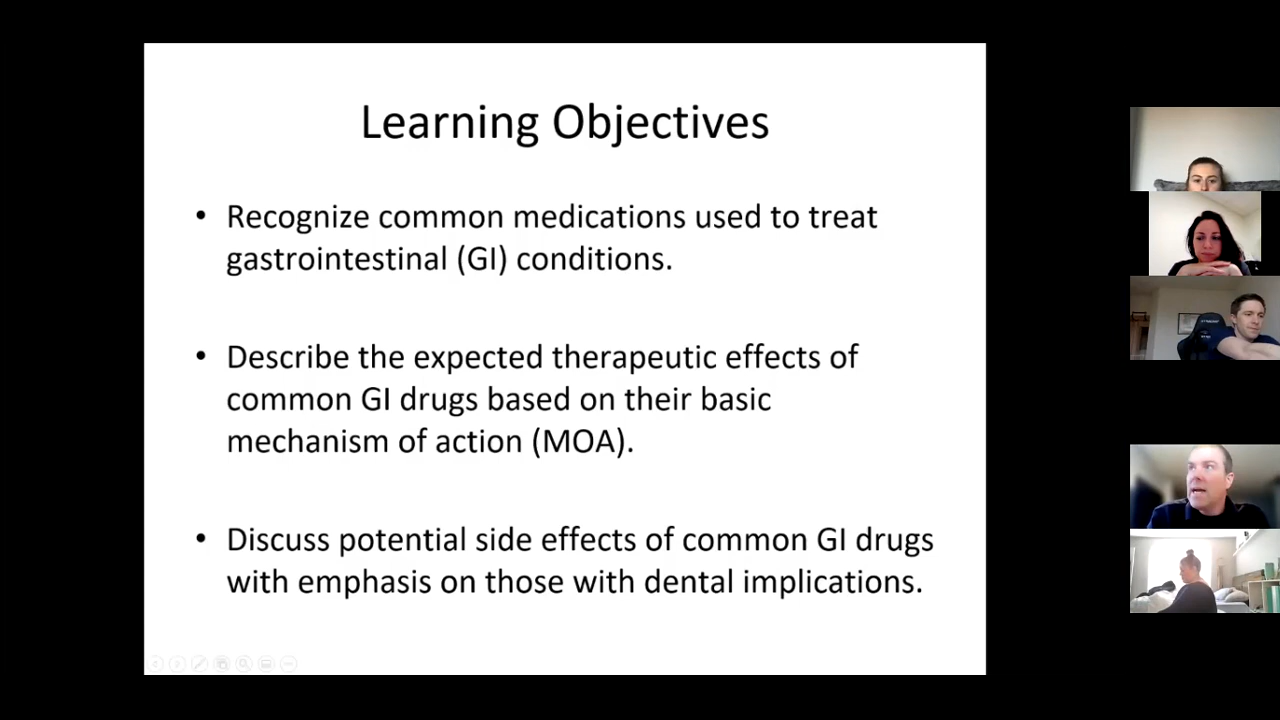 Learning Objectives
• Recognize common medications used to treat
gastrointestinal (GI) conditions.
• Describe the expected therapeutic effects of
common GI drugs based on their basic
mechanism of action (MOA).
• Discuss potential side effects of common GI drugs
with emphasis on those with dental implications.